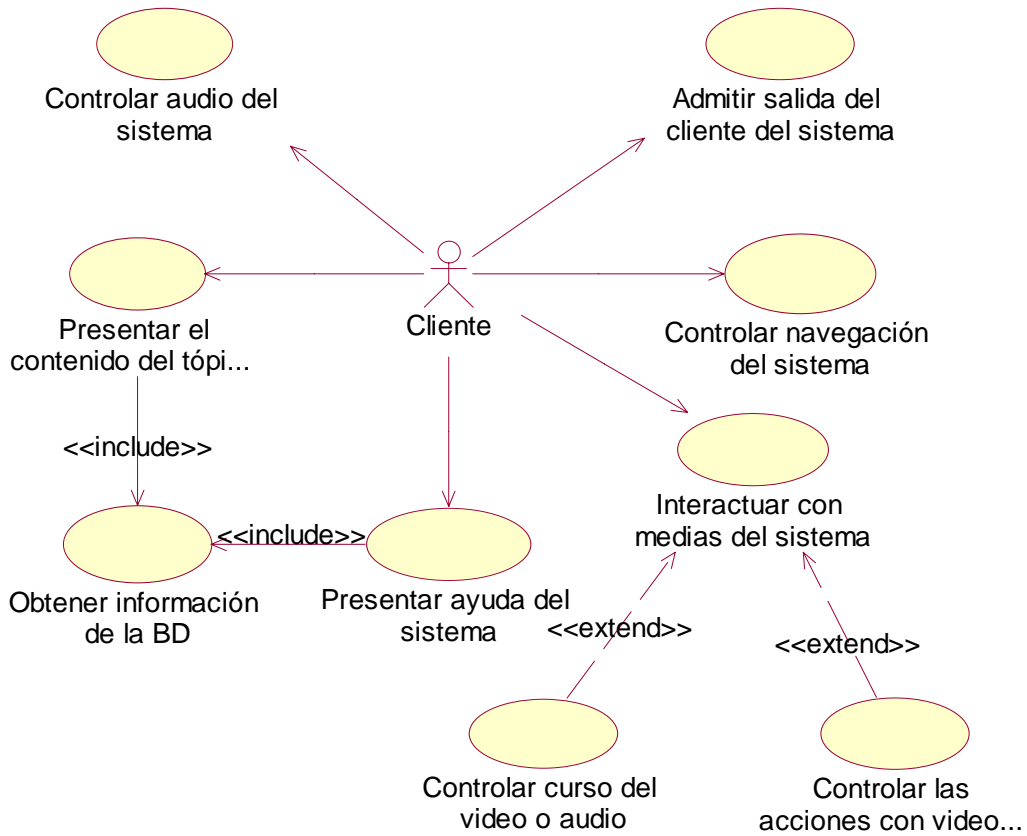 Controlar audio del
sistema
Admitir salida del
cliente del sistema
Cliente
Presentar el
contenido del tópi...
Controlar navegación
del sistema
<<include>>
Interactuar con
medias del sistema
<<include>>
Obtener información
de la BD
Presentar ayuda del
sistema
<<extend>>
<<extend>>
Controlar curso del
video o audio
Controlar las
acciones con video...